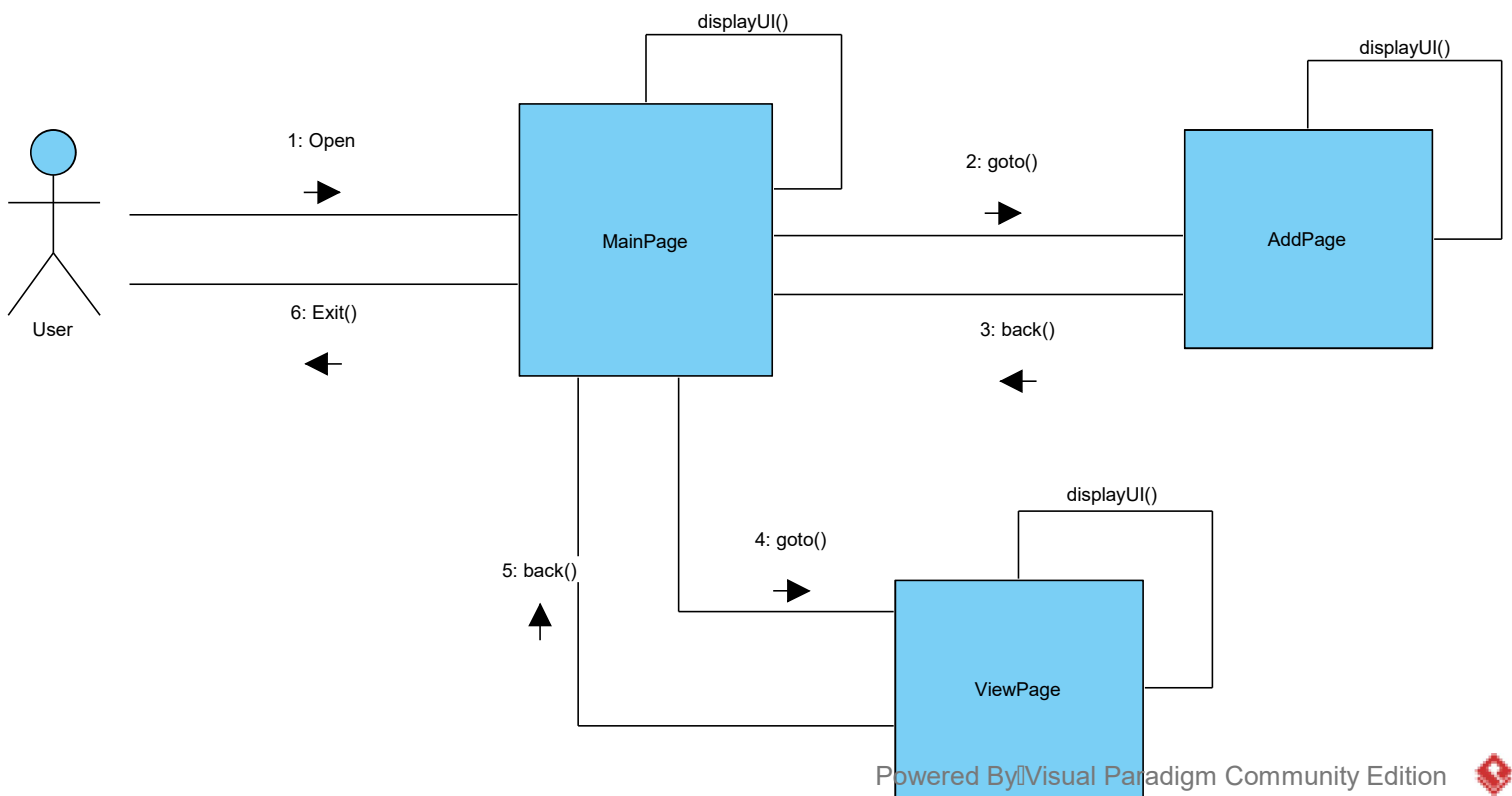 displayUI()
displayUI()
1: Open
2: goto()
MainPage
AddPage
6: Exit()
User
3: back()
displayUI()
4: goto()
5: back()
ViewPage
Powered By Visual Paradigm Community Edition